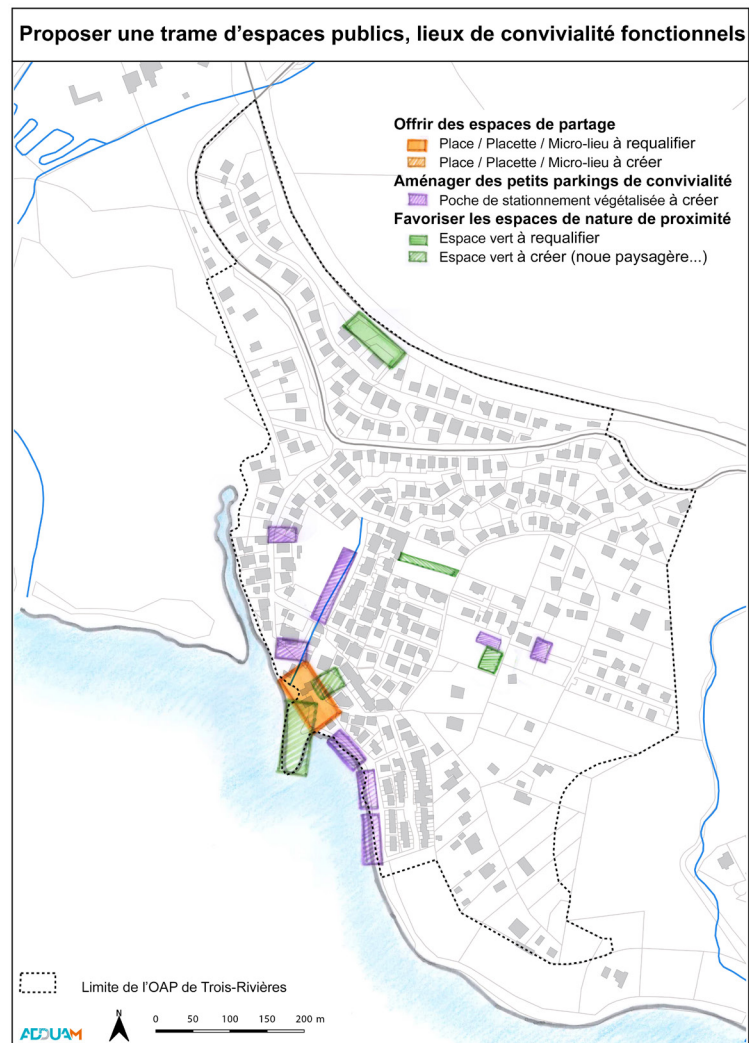 Proposer une trame d'espaces publics, lieux de convivialité fonctionnels
Offrir des espaces de partage
Place / Placette / Micro-lieu à requalifier
Place / Placette / Micro-lieu à créer
Aménager des petits parkings de convivialité
Poche de stationnement végétalisée à créer
Favoriser les espaces de nature de proximité
Espace vert à requalifier
Espace vert à créer (noue paysagère...)
Limite de l'OAP de Trois-Rivières
ADDUAM
N
0 50 100 150 200 m